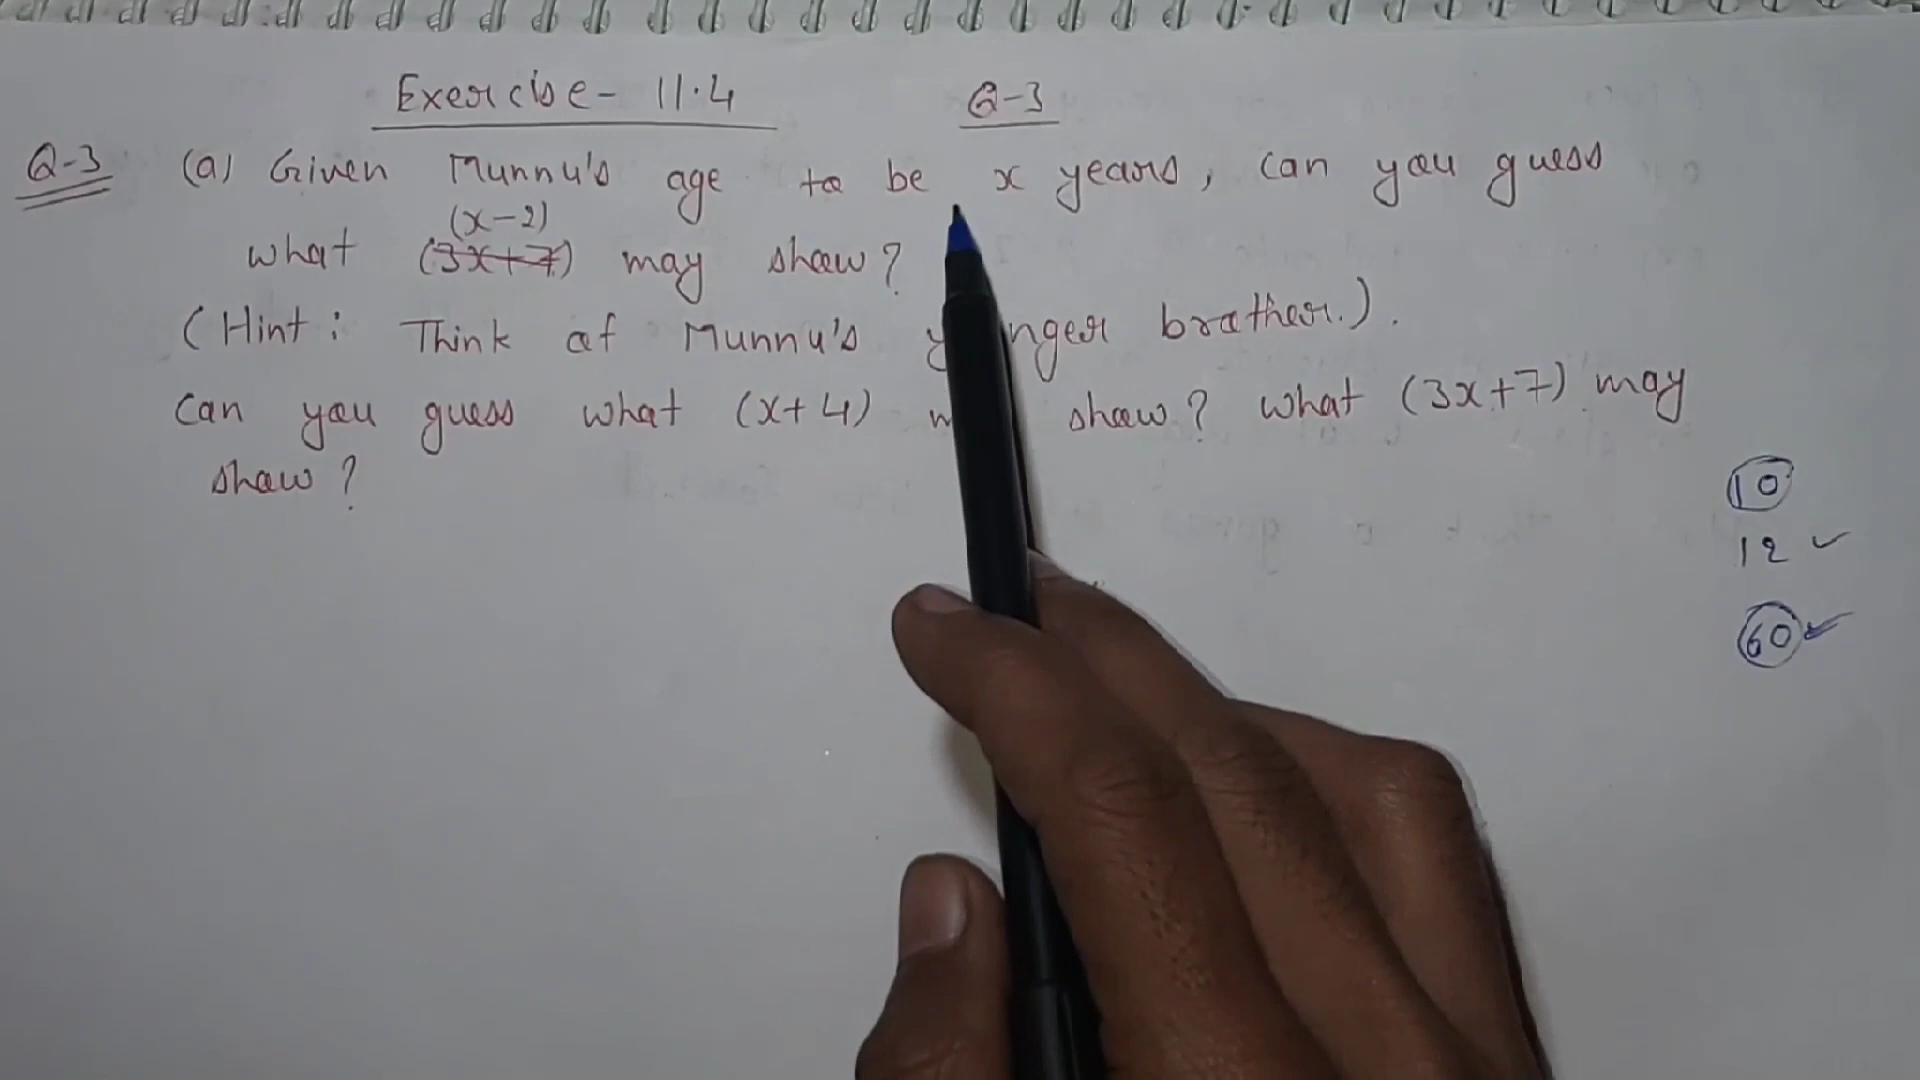 Exercise- 11.4 Q-3
Q-3 (a) Given Munnu's age to be x years, can you guess
(x-2)
what (3x+7) may show?
(Hint: Think of Munnu's brother.).
Can you guess what (x+4) show? what (3x+7) may
show?
10
12
60